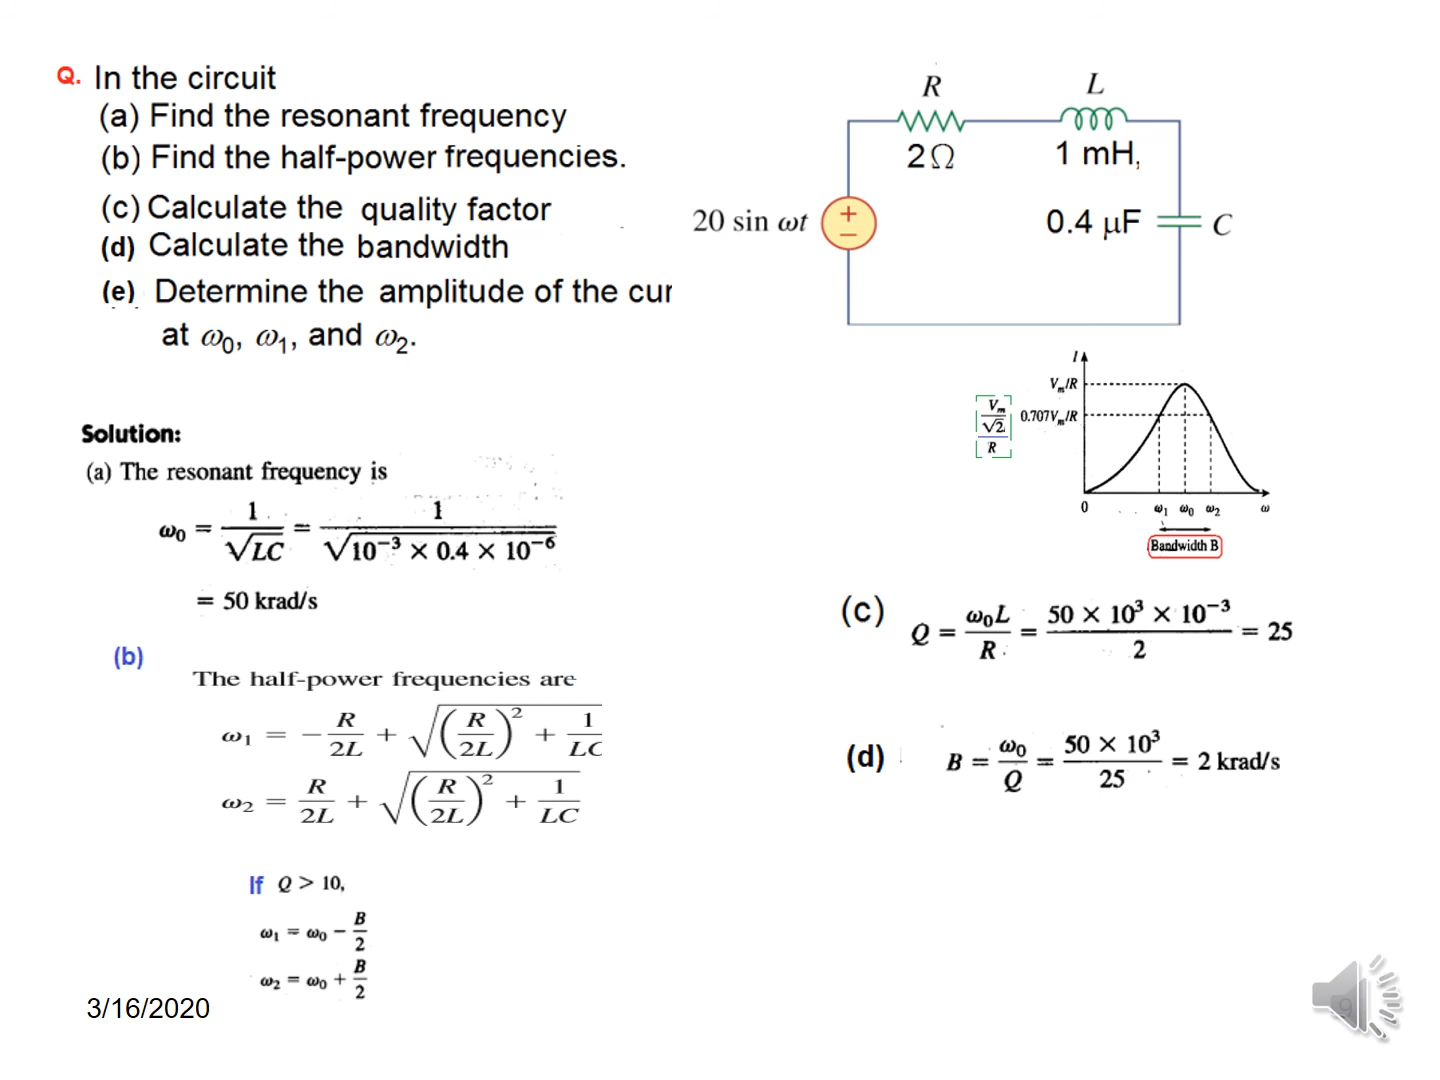 Q. In the circuit
(a) Find the resonant frequency
(b) Find the half-power frequencies.
(c) Calculate the quality factor
(d) Calculate the bandwidth
(e) Determine the amplitude of the cur
at ω0, ω1, and ω2.
R
2Ω
L
1 mH,
20 sin ωt
+
−
0.4 μF
C
I
Vm/R
0.707Vm/R
Vm/√2
R
0
ω1 ω0 ω2
ω
Bandwidth B
Solution:
(a) The resonant frequency is
ω0 = 1/√LC = 1/√10⁻³ × 0.4 × 10⁻⁶
= 50 krad/s
(b)
The half-power frequencies are
ω1 = −R/2L + √(R/2L)² + 1/LC
ω2 = R/2L + √(R/2L)² + 1/LC
If Q > 10,
ω1 = ω0 − B/2
ω2 = ω0 + B/2
(c) Q = ω0L/R = 50 × 10³ × 10⁻³/2 = 25
(d) B = ω0/Q = 50 × 10³/25 = 2 krad/s
3/16/2020
9